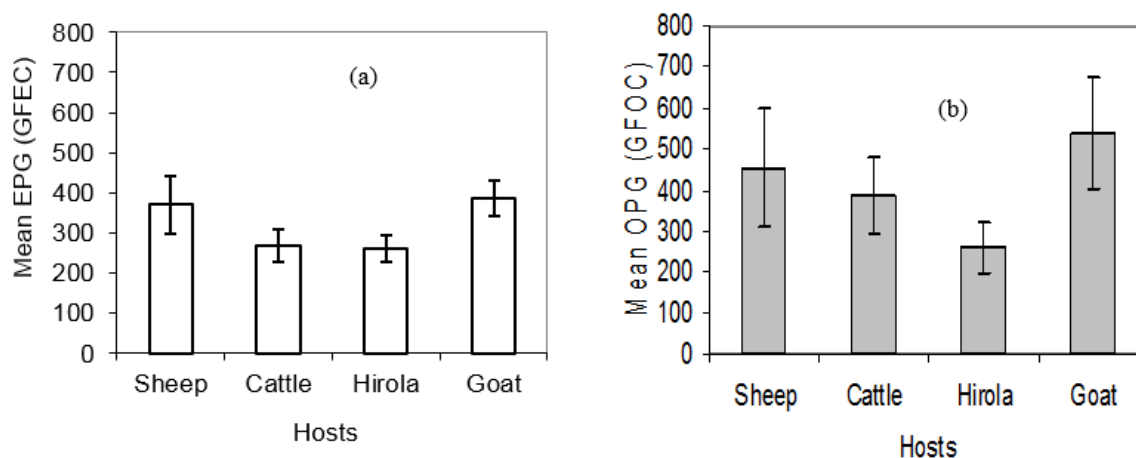 Mean EPG (GFEC)
800
700
600
500
400
300
200
100
0
(a)
Sheep Cattle Hirola Goat
Hosts
Mean OPG (GFOC)
800
700
600
500
400
300
200
100
0
(b)
Sheep Cattle Hirola Goat
Hosts